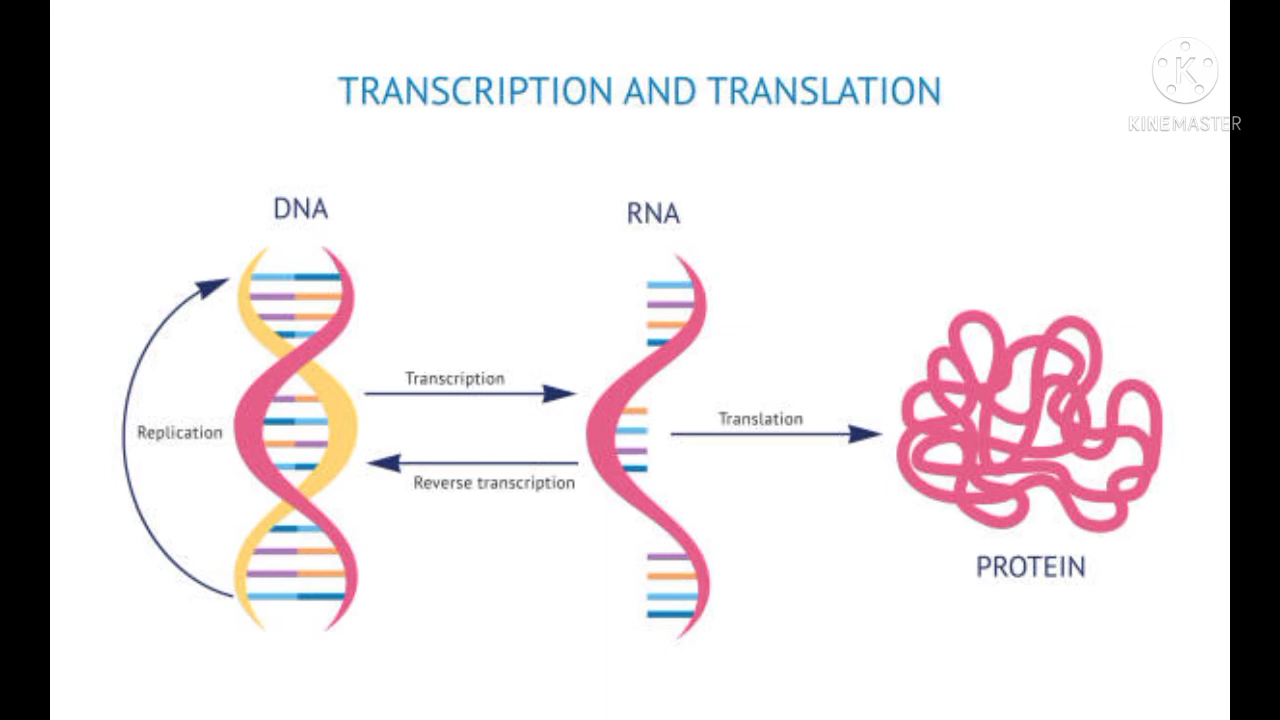 TRANSCRIPTION AND TRANSLATION
K
KINEMASTER
DNA
RNA
Transcription
Replication
Translation
Reverse transcription
PROTEIN